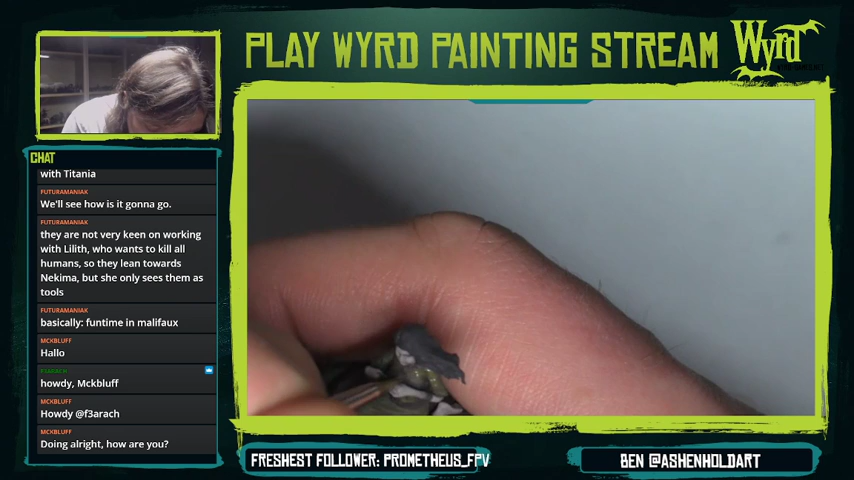 PLAY WYRD PAINTING STREAM
Wyrd
CHAT
with Titania
FUTURAMANIAK
We'll see how is it gonna go.
FUTURAMANIAK
they are not very keen on working
with Lilith, who wants to kill all
humans, so they lean towards
Nekima, but she only sees them as
tools
FUTURAMANIAK
basically: funtime in malifaux
MCKBLUFF
Hallo
howdy, Mckbluff
MCKBLUFF
Howdy @f3arach
MCKBLUFF
Doing alright, how are you?
FRESHEST FOLLOWER: PROMETHEUS_FPV
BEN @ASHENHOLDART